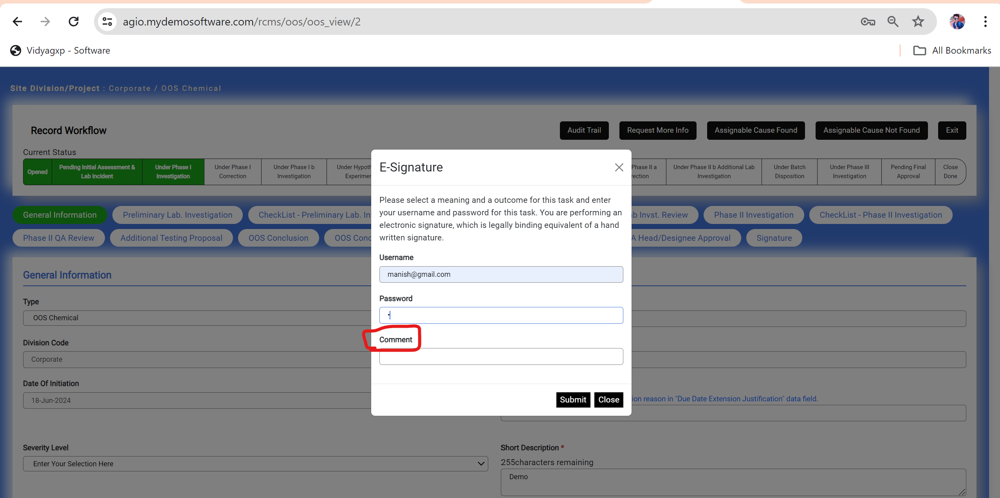 agio.mydemosoftware.com/rcms/oos/oos_view/2
Vidyagxp - Software
All Bookmarks
Site Division/Project : Corporate / OOS Chemical
Record Workflow
Audit Trail
Request More Info
Assignable Cause Found
Assignable Cause Not Found
Exit
Current Status
Opened
Pending Initial Assessment &
Lab Incident
Under Phase I
Investigation
Under Phase I
Correction
Under Phase I b
Investigation
Under Hypoth
Experimen
Phase II a
rection
Under Phase II b Additional Lab
Investigation
Under Batch
Disposition
Under Phase III
Investigation
Pending Final
Approval
Close
Done
General Information
Preliminary Lab. Investigation
CheckList - Preliminary Lab. In
b Invst. Review
Phase II Investigation
CheckList - Phase II Investigation
Phase II QA Review
Additional Testing Proposal
OOS Conclusion
OOS Conc
A Head/Designee Approval
Signature
E-Signature
Please select a meaning and a outcome for this task and enter
your username and password for this task. You are performing an
electronic signature, which is legally binding equivalent of a hand
written signature.
Username
manish@gmail.com
Password
Comment
Submit
Close
General Information
Type
OOS Chemical
Division Code
Corporate
Date Of Initiation
18-Jun-2024
ion reason in "Due Date Extension Justification" data field.
Severity Level
Enter Your Selection Here
Short Description *
255characters remaining
Demo